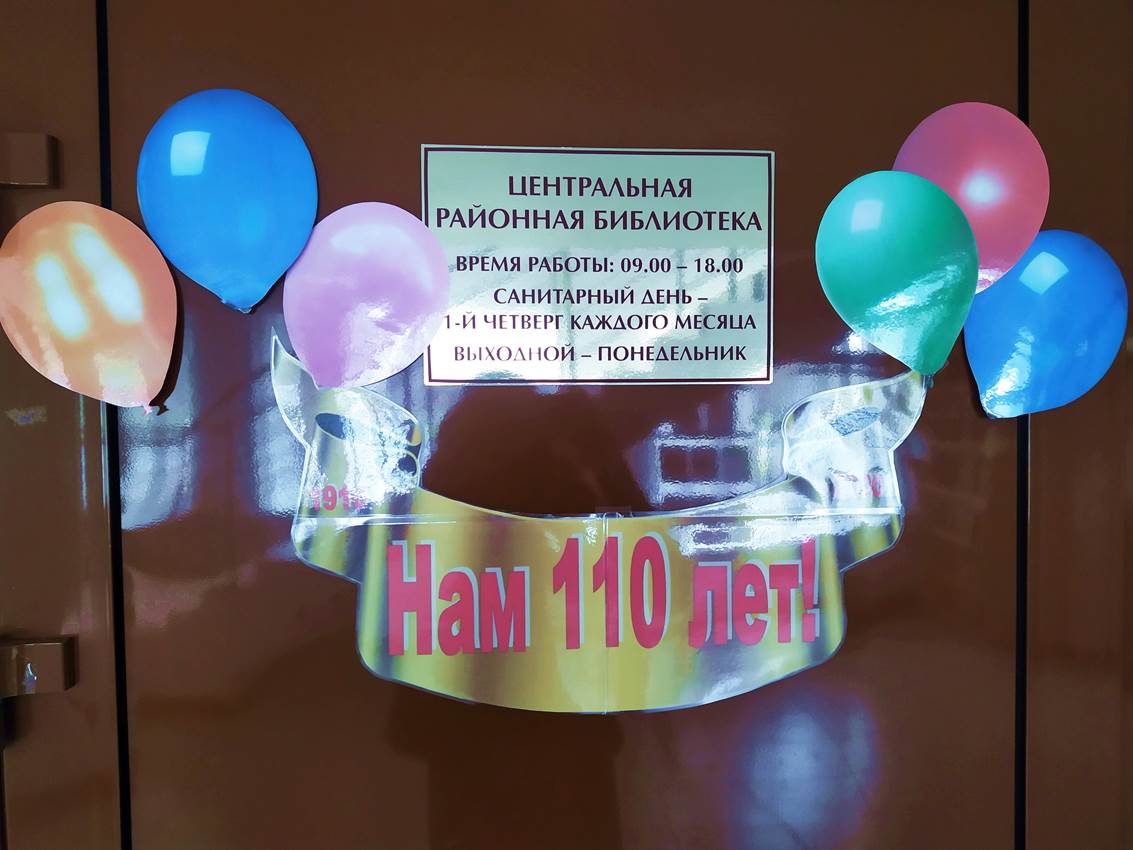 ЦЕНТРАЛЬНАЯ
РАЙОННАЯ БИБЛИОТЕКА
ВРЕМЯ РАБОТЫ: 09.00 – 18.00
САНИТАРНЫЙ ДЕНЬ –
1-Й ЧЕТВЕРГ КАЖДОГО МЕСЯЦА
ВЫХОДНОЙ – ПОНЕДЕЛЬНИК
Нам 110 лет!